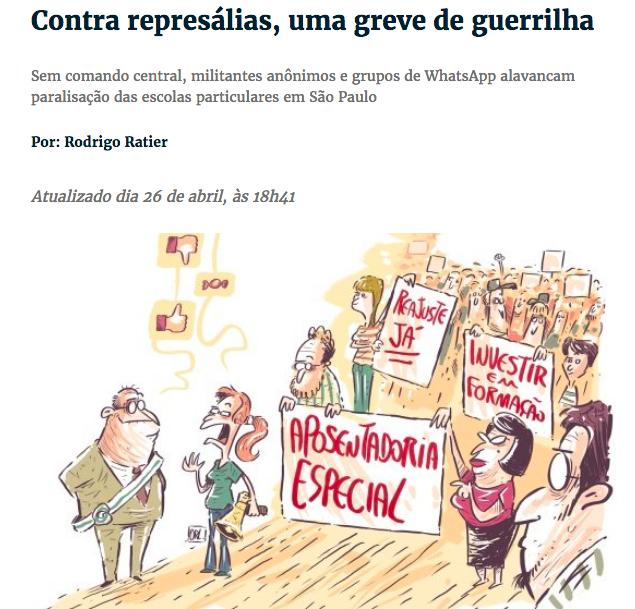 Contra represálias, uma greve de guerrilha
Sem comando central, militantes anônimos e grupos de WhatsApp alavancam
paralisação das escolas particulares em São Paulo
Por: Rodrigo Ratier
Atualizado dia 26 de abril, às 18h41
REAJUSTE
JÁ
INVESTIR
EM
FORMAÇÃO
APOSENTADORIA
ESPECIAL